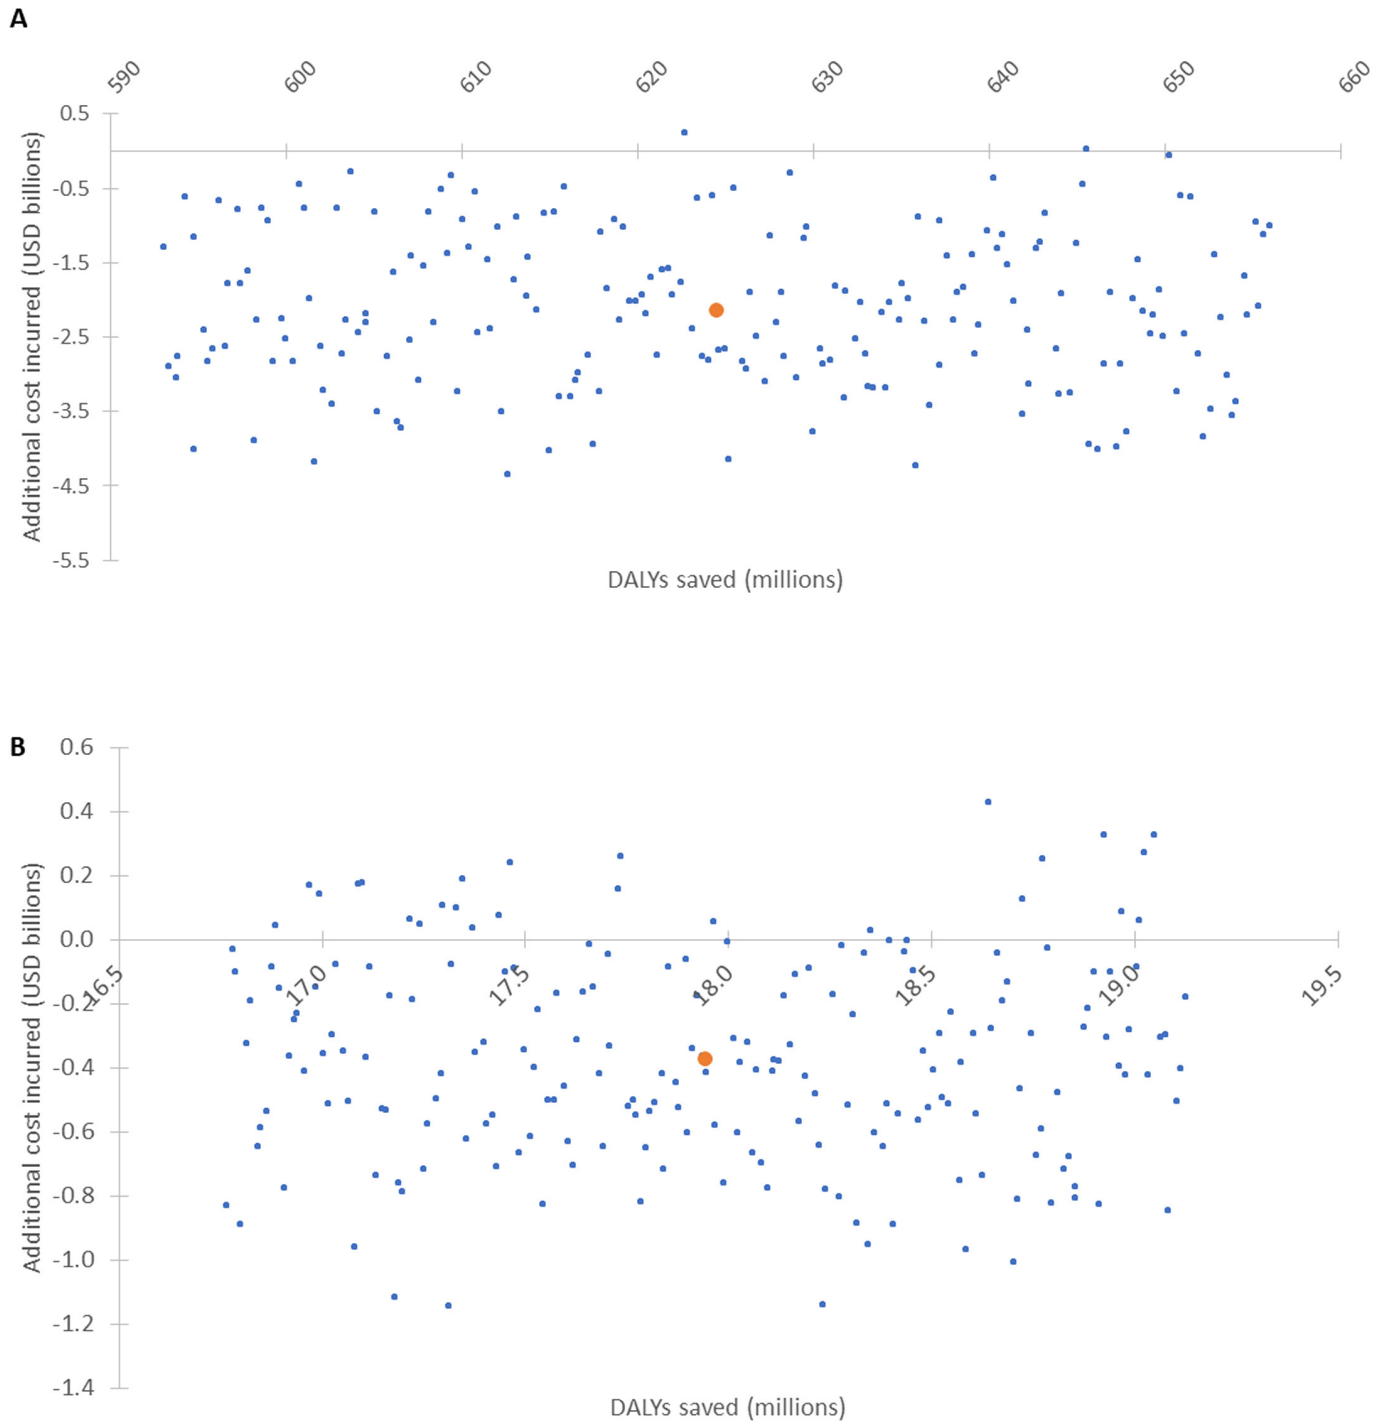 A
590 600 610 620 630 640 650 660
0.5
-0.5
-1.5
-2.5
-3.5
-4.5
-5.5
Additional cost incurred (USD billions)
DALYs saved (millions)
B
0.6
0.4
0.2
0.0
16.5 17.0 17.5 18.0 18.5 19.0 19.5
-0.2
-0.4
-0.6
-0.8
-1.0
-1.2
-1.4
Additional cost incurred (USD billions)
DALYs saved (millions)